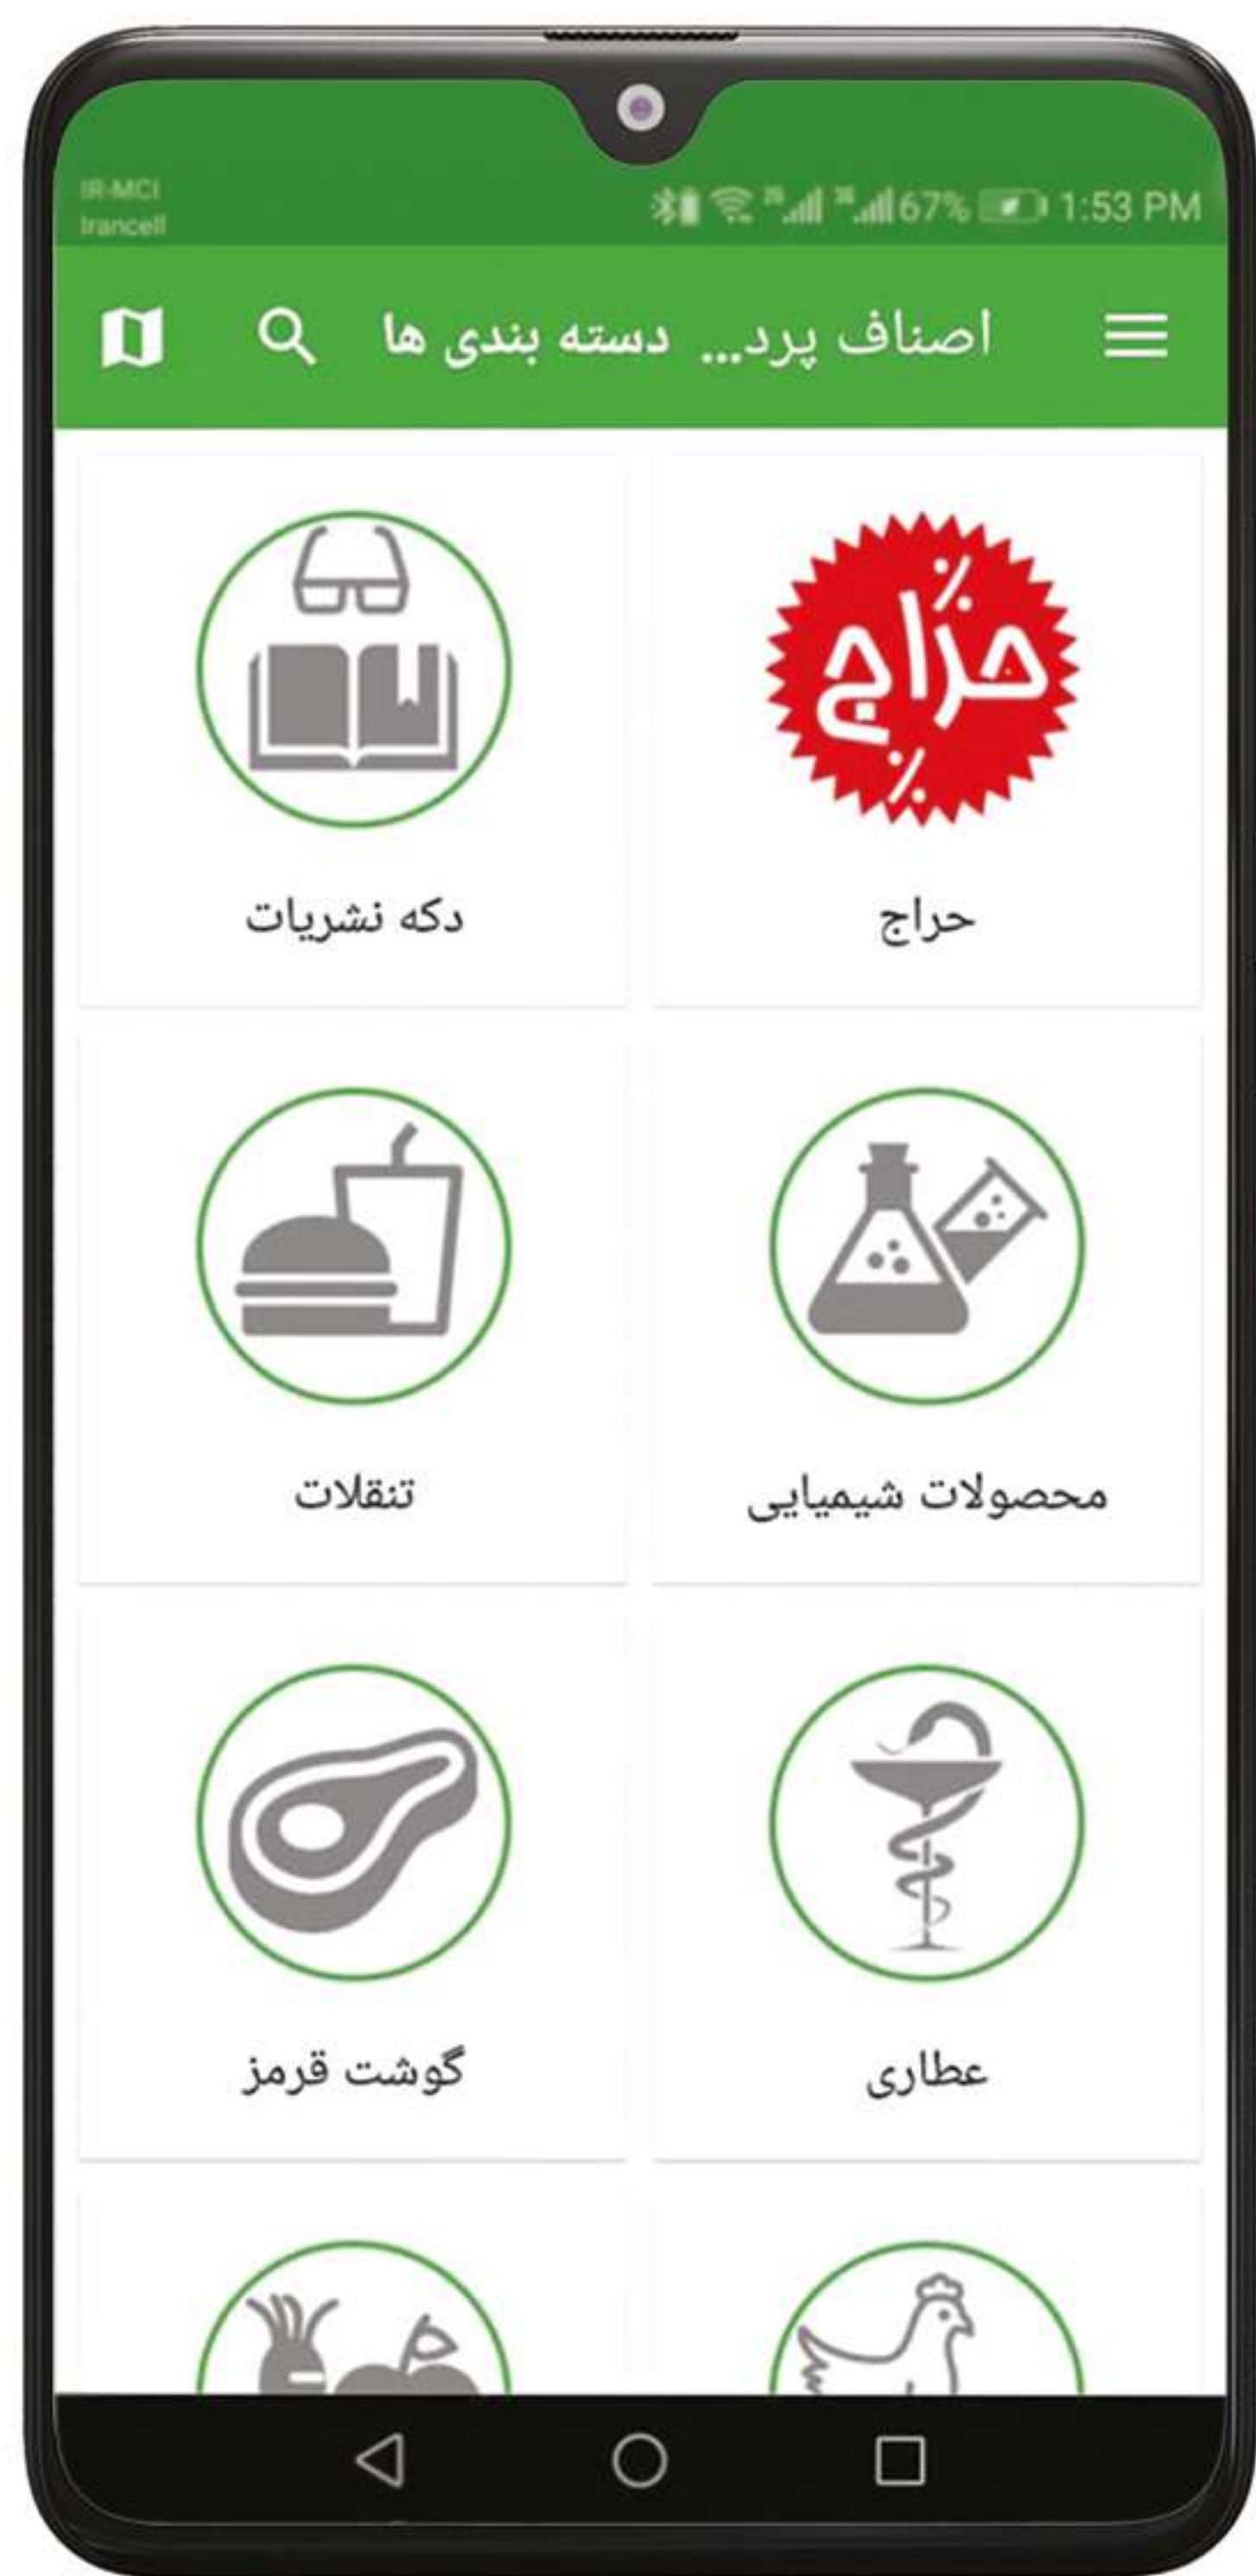 IR-MCI
Irancell
67% 1:53 PM
اصناف پرد... دسته بندی ها
حراج
حراج
دکه نشریات
محصولات شیمیایی
تنقلات
عطاری
گوشت قرمز